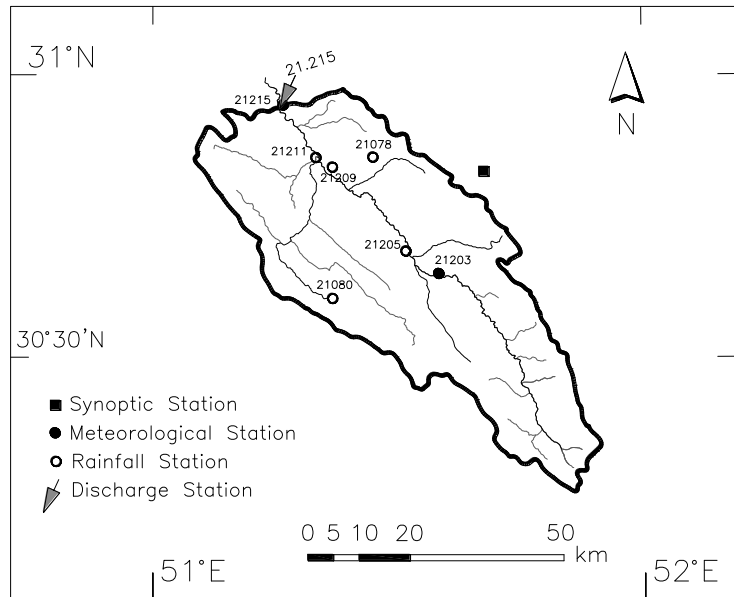 31°N
21.215
21215
N
21211
21078
21209
21205
21203
21080
30°30'N
Synoptic Station
Meteorological Station
Rainfall Station
Discharge Station
0 5 10 20 50
km
51°E
52°E